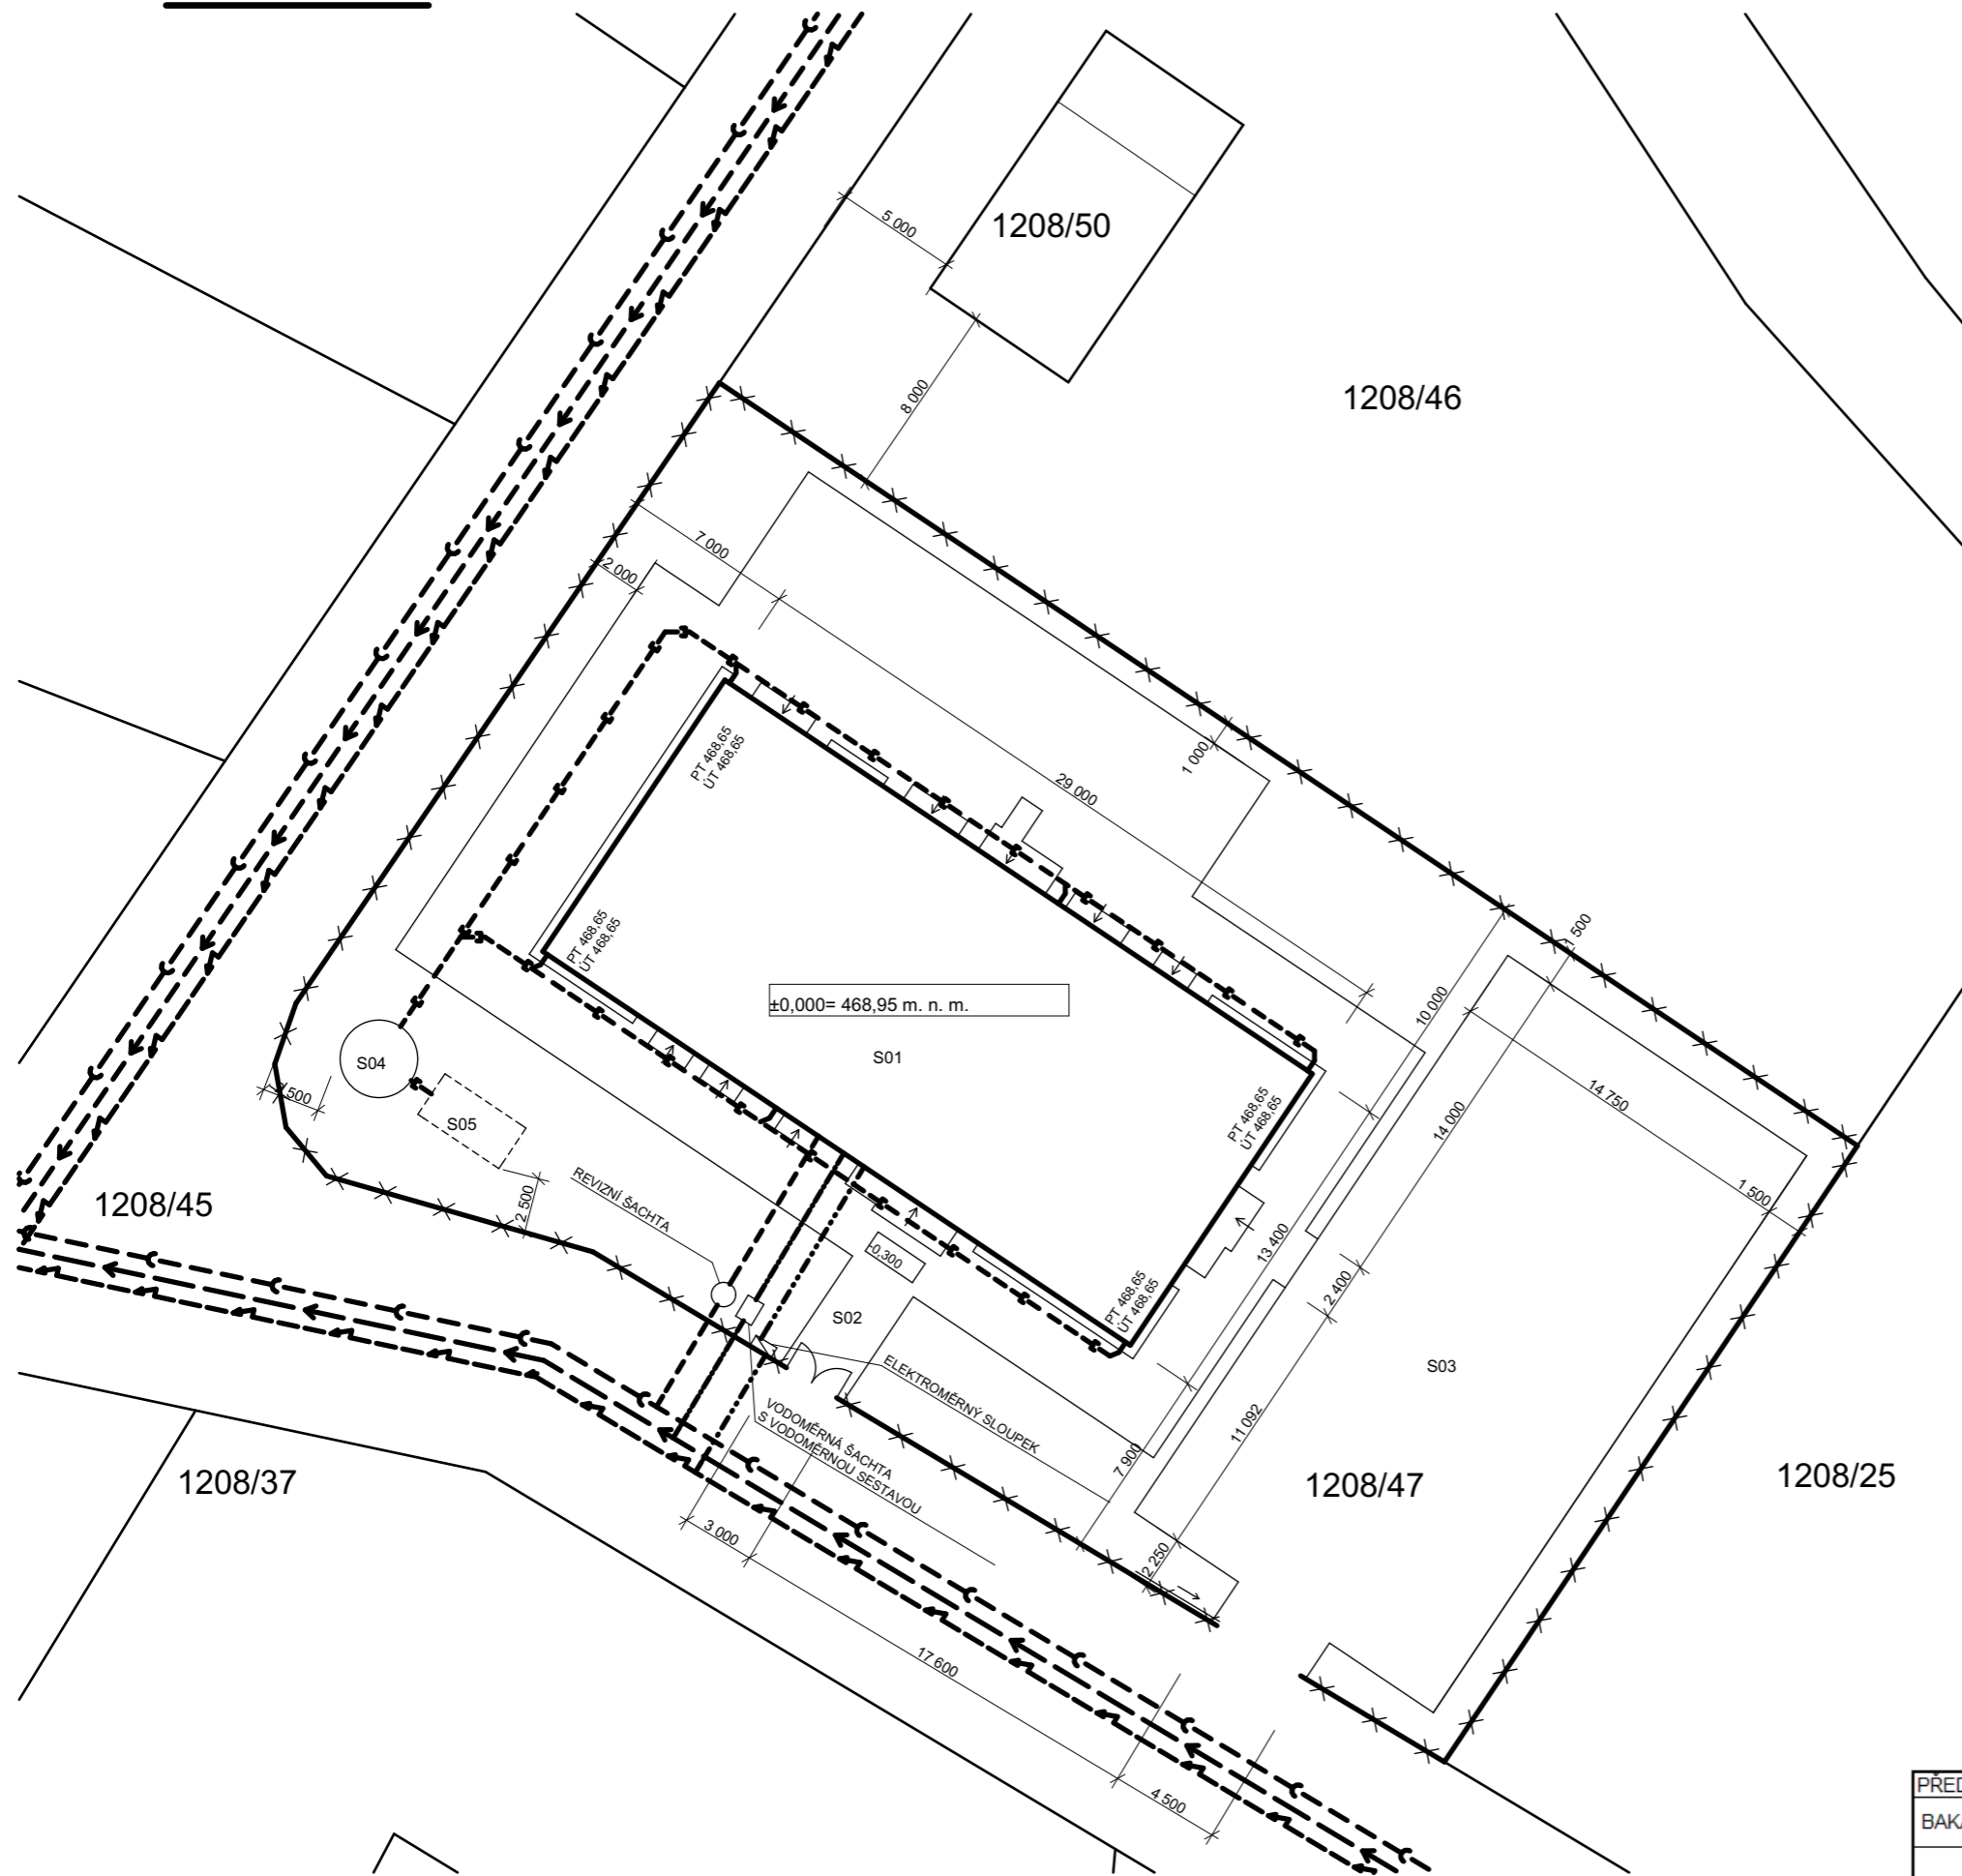 1208/50
5 000
8 000
1208/46
7 000
2 000
PT 468,65
ÚT 468,65
1 000
29 000
PT 468,65
ÚT 468,65
1 500
±0,000= 468,95 m. n. m.
10 000
S01
S04
14 750
14 000
PT 468,65
ÚT 468,65
S05
1208/45
REVIZNÍ ŠACHTA
2 500
1 500
13 400
-0,300
2 400
PT 468,65
ÚT 468,65
S02
S03
ELEKTROMĚRNÝ SLOUPEK
VODOMĚRNÁ ŠACHTA
S VODOMĚRNOU SESTAVOU
11 092
7 900
1208/37
1208/47
1208/25
3 000
2 250
17 600
4 500